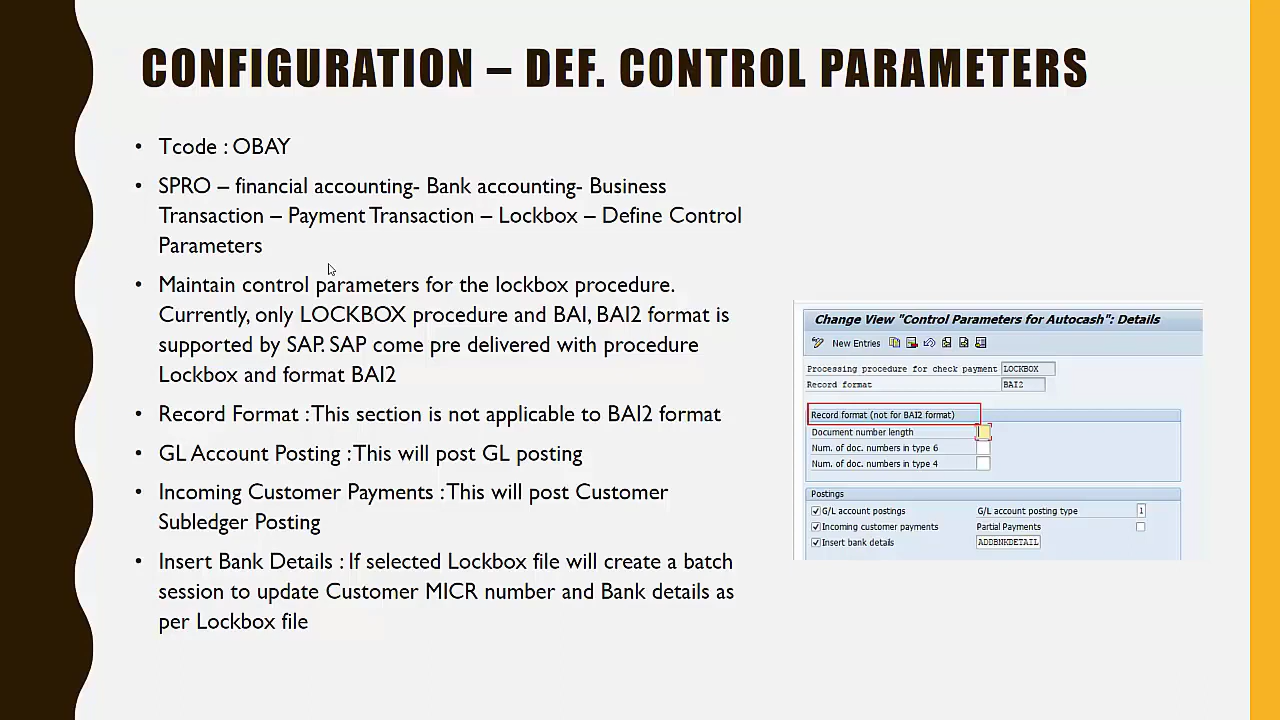 CONFIGURATION – DEF. CONTROL PARAMETERS
• Tcode : OBAY
• SPRO – financial accounting- Bank accounting- Business
Transaction – Payment Transaction – Lockbox – Define Control
Parameters
• Maintain control parameters for the lockbox procedure.
Currently, only LOCKBOX procedure and BAI, BAI2 format is
supported by SAP. SAP come pre delivered with procedure
Lockbox and format BAI2
• Record Format : This section is not applicable to BAI2 format
• GL Account Posting : This will post GL posting
• Incoming Customer Payments : This will post Customer
Subledger Posting
• Insert Bank Details : If selected Lockbox file will create a batch
session to update Customer MICR number and Bank details as
per Lockbox file
Change View "Control Parameters for Autocash": Details
New Entries
Processing procedure for check payment LOCKBOX
Record format BAI2
Record format (not for BAI2 format)
Document number length
Num. of doc. numbers in type 6
Num. of doc. numbers in type 4
Postings
G/L account postings G/L account posting type 1
Incoming customer payments Partial Payments
Insert bank details ADDBNKDETAIL